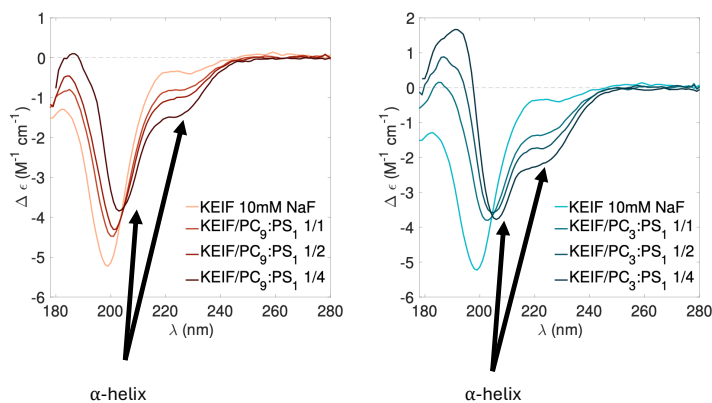 1
0
-1
-2
-3
-4
-5
-6
Δ ϵ (M⁻¹ cm⁻¹)
180 200 220 240 260 280
λ (nm)
KEIF 10mM NaF
KEIF/PC₉:PS₁ 1/1
KEIF/PC₉:PS₁ 1/2
KEIF/PC₉:PS₁ 1/4
α-helix
2
1
0
-1
-2
-3
-4
-5
-6
Δ ϵ (M⁻¹ cm⁻¹)
180 200 220 240 260 280
λ (nm)
KEIF 10mM NaF
KEIF/PC₃:PS₁ 1/1
KEIF/PC₃:PS₁ 1/2
KEIF/PC₃:PS₁ 1/4
α-helix